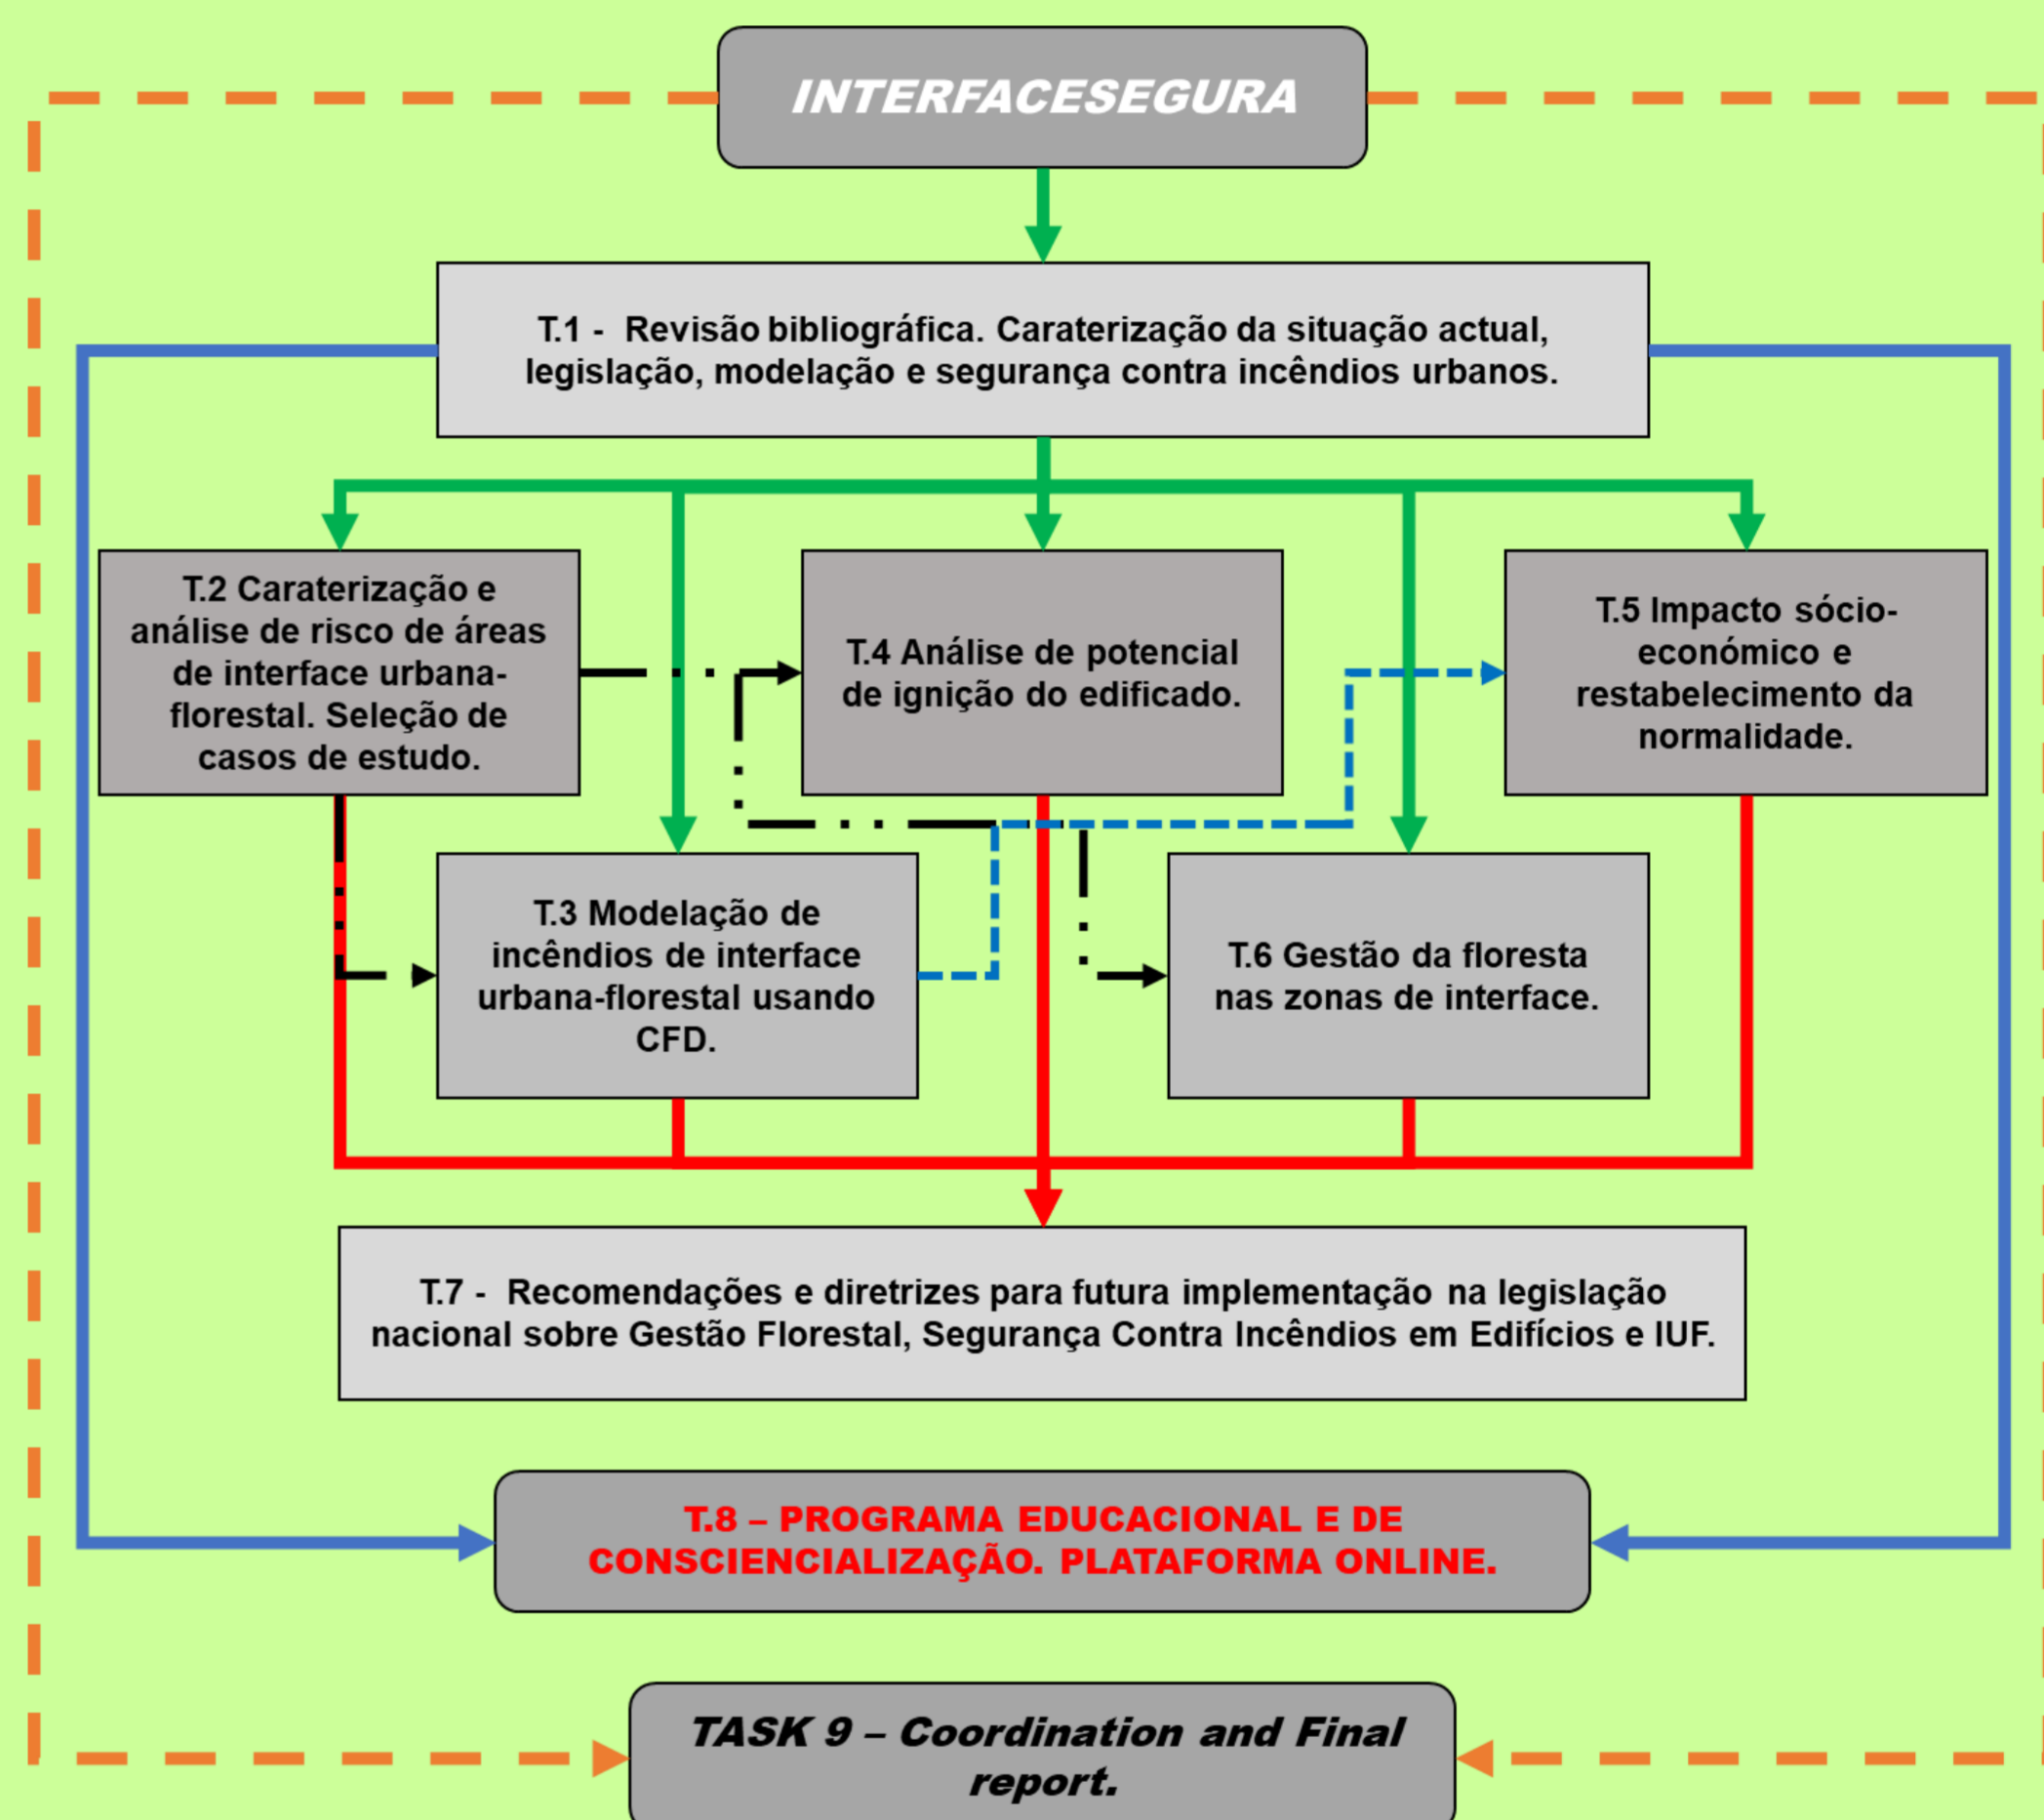 INTERFACESEGURA
T.1 - Revisão bibliográfica. Caraterização da situação actual,
legislação, modelação e segurança contra incêndios urbanos.
T.2 Caraterização e
análise de risco de áreas
de interface urbana-
florestal. Seleção de
casos de estudo.
T.4 Análise de potencial
de ignição do edificado.
T.5 Impacto sócio-
económico e
restabelecimento da
normalidade.
T.3 Modelação de
incêndios de interface
urbana-florestal usando
CFD.
T.6 Gestão da floresta
nas zonas de interface.
T.7 - Recomendações e diretrizes para futura implementação na legislação
nacional sobre Gestão Florestal, Segurança Contra Incêndios em Edifícios e IUF.
T.8 – PROGRAMA EDUCACIONAL E DE
CONSCIENCIALIZAÇÃO. PLATAFORMA ONLINE.
TASK 9 – Coordination and Final
report.